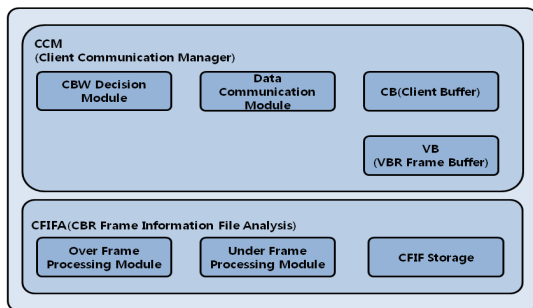 CCM
(Client Communication Manager)
CBW Decision
Module
Data
Communication
Module
CB(Client Buffer)
VB
(VBR Frame Buffer)
CFIFA(CBR Frame Information File Analysis)
Over Frame
Processing Module
Under Frame
Processing Module
CFIF Storage